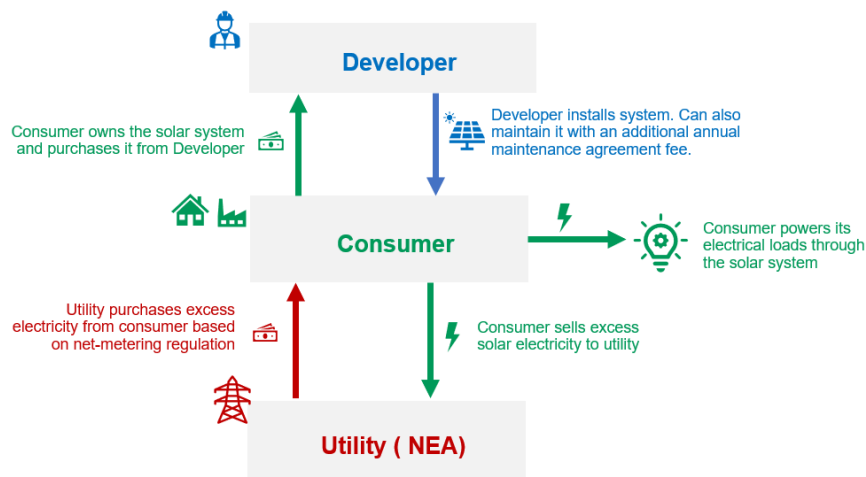 Developer
Consumer owns the solar system
and purchases it from Developer
Developer installs system. Can also
maintain it with an additional annual
maintenance agreement fee.
Consumer
Consumer powers its
electrical loads through
the solar system
Utility purchases excess
electricity from consumer based
on net-metering regulation
Consumer sells excess
solar electricity to utility
Utility ( NEA)